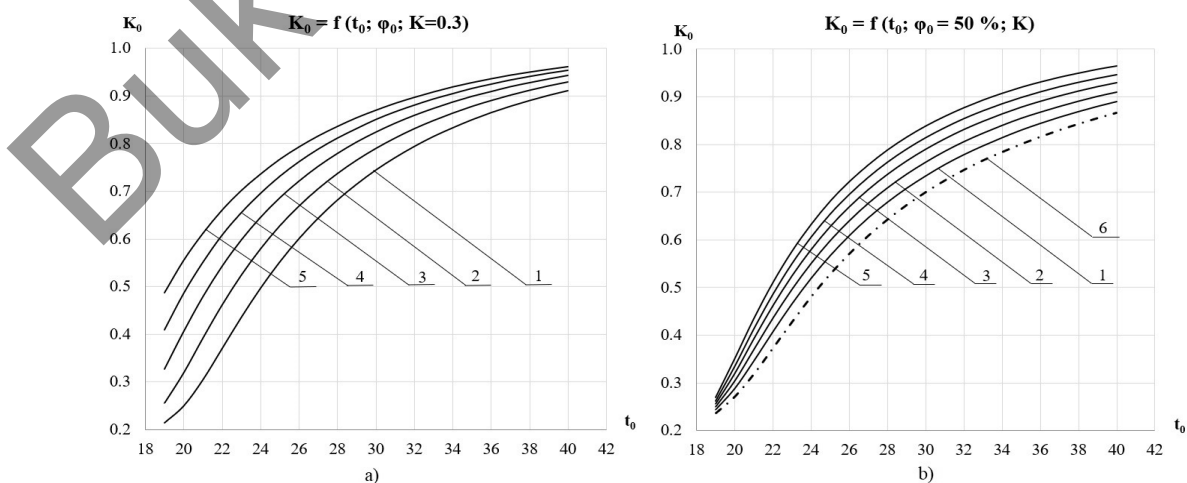 Buk
K₀
K₀ = f (t₀; φ₀; K=0.3)
1.0
0.9
0.8
0.7
0.6
0.5
0.4
0.3
0.2
5 4 3 2 1
18 20 22 24 26 28 30 32 34 36 38 40 42
t₀
a)
K₀
K₀ = f (t₀; φ₀ = 50 %; K)
1.0
0.9
0.8
0.7
0.6
0.5
0.4
0.3
0.2
6
5 4 3 2 1
18 20 22 24 26 28 30 32 34 36 38 40 42
t₀
b)